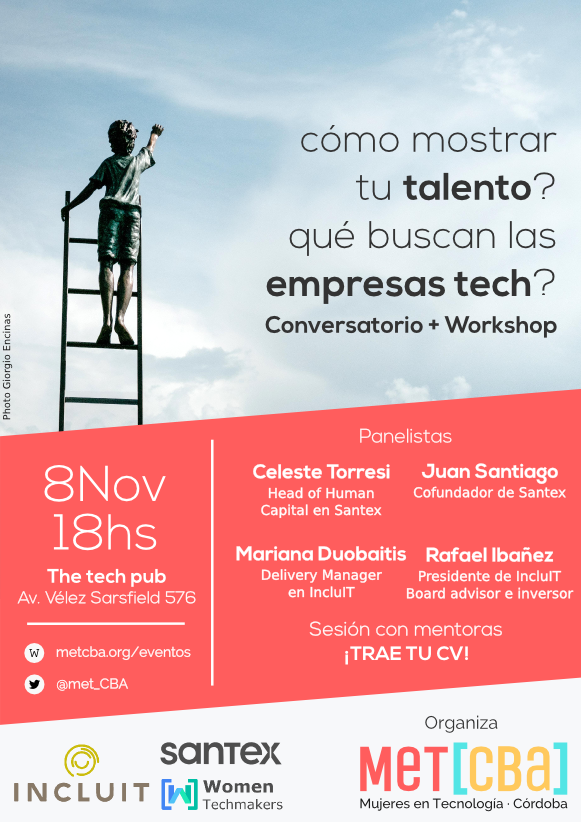 cómo mostrar
tu talento?
qué buscan las
empresas tech?
Conversatorio + Workshop
Photo Giorgio Encinas
8Nov
18hs
The tech pub
Av. Vélez Sarsfield 576
W metcba.org/eventos
@met_CBA
Panelistas
Celeste Torresi
Head of Human
Capital en Santex
Juan Santiago
Cofundador de Santex
Mariana Duobaitis
Delivery Manager
en IncluIT
Rafael Ibañez
Presidente de IncluIT
Board advisor e inversor
Sesión con mentoras
¡TRAE TU CV!
INCLUIT
santex
[W] Women
Techmakers
Organiza
MeT[CBa]
Mujeres en Tecnología · Córdoba